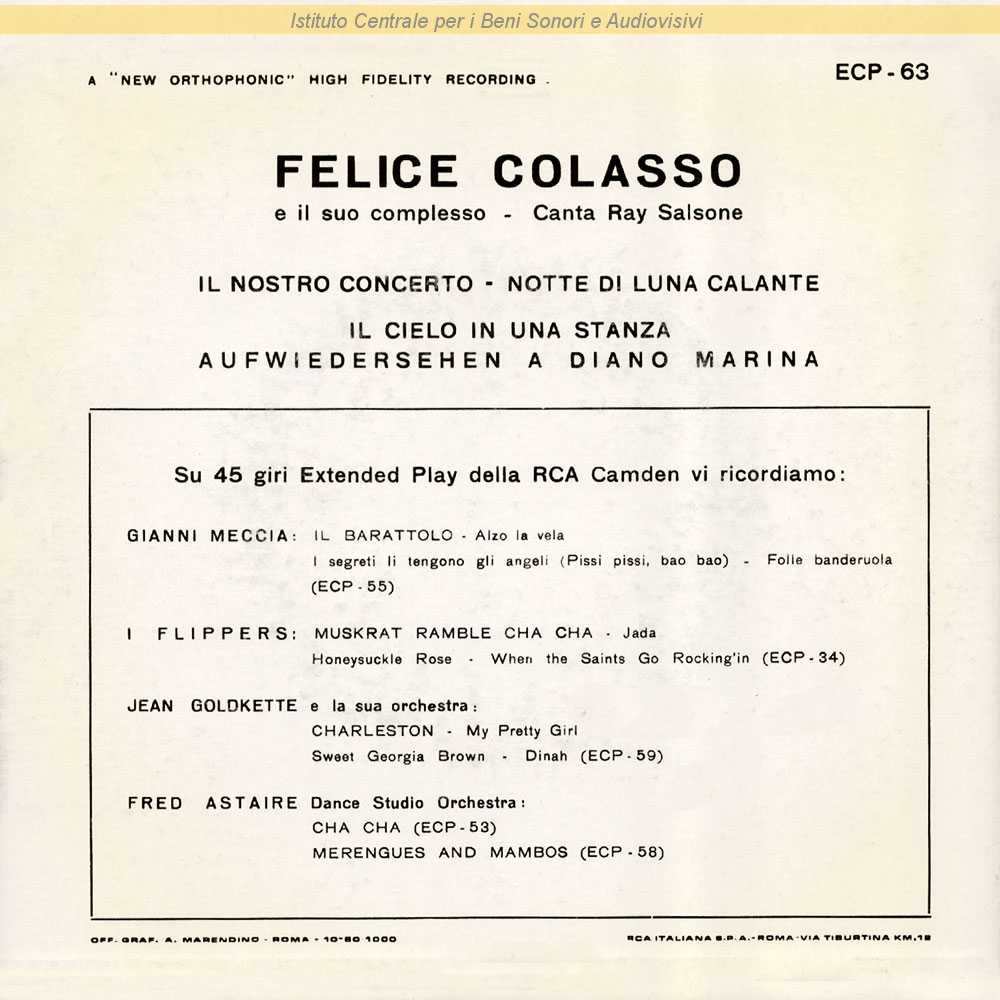 Istituto Centrale per i Beni Sonori e Audiovisivi
A "NEW ORTHOPHONIC" HIGH FIDELITY RECORDING .
ECP - 63
FELICE COLASSO
e il suo complesso - Canta Ray Salsone
IL NOSTRO CONCERTO - NOTTE DI LUNA CALANTE
IL CIELO IN UNA STANZA
AUFWIEDERSEHEN A DIANO MARINA
Su 45 giri Extended Play della RCA Camden vi ricordiamo:
GIANNI MECCIA: IL BARATTOLO - Alzo la vela
I segreti li tengono gli angeli (Pissi pissi, bao bao) - Folle banderuola
(ECP - 55)
I FLIPPERS: MUSKRAT RAMBLE CHA CHA - Jada
Honeysuckle Rose - When the Saints Go Rocking'in (ECP - 34)
JEAN GOLDKETTE e la sua orchestra:
CHARLESTON - My Pretty Girl
Sweet Georgia Brown - Dinah (ECP - 59)
FRED ASTAIRE Dance Studio Orchestra:
CHA CHA (ECP - 53)
MERENGUES AND MAMBOS (ECP - 58)
OFF. GRAF. A. MARENDINO - ROMA - 10-60 1000
RCA ITALIANA S.P.A.-ROMA-VIA TIBURTINA KM.12